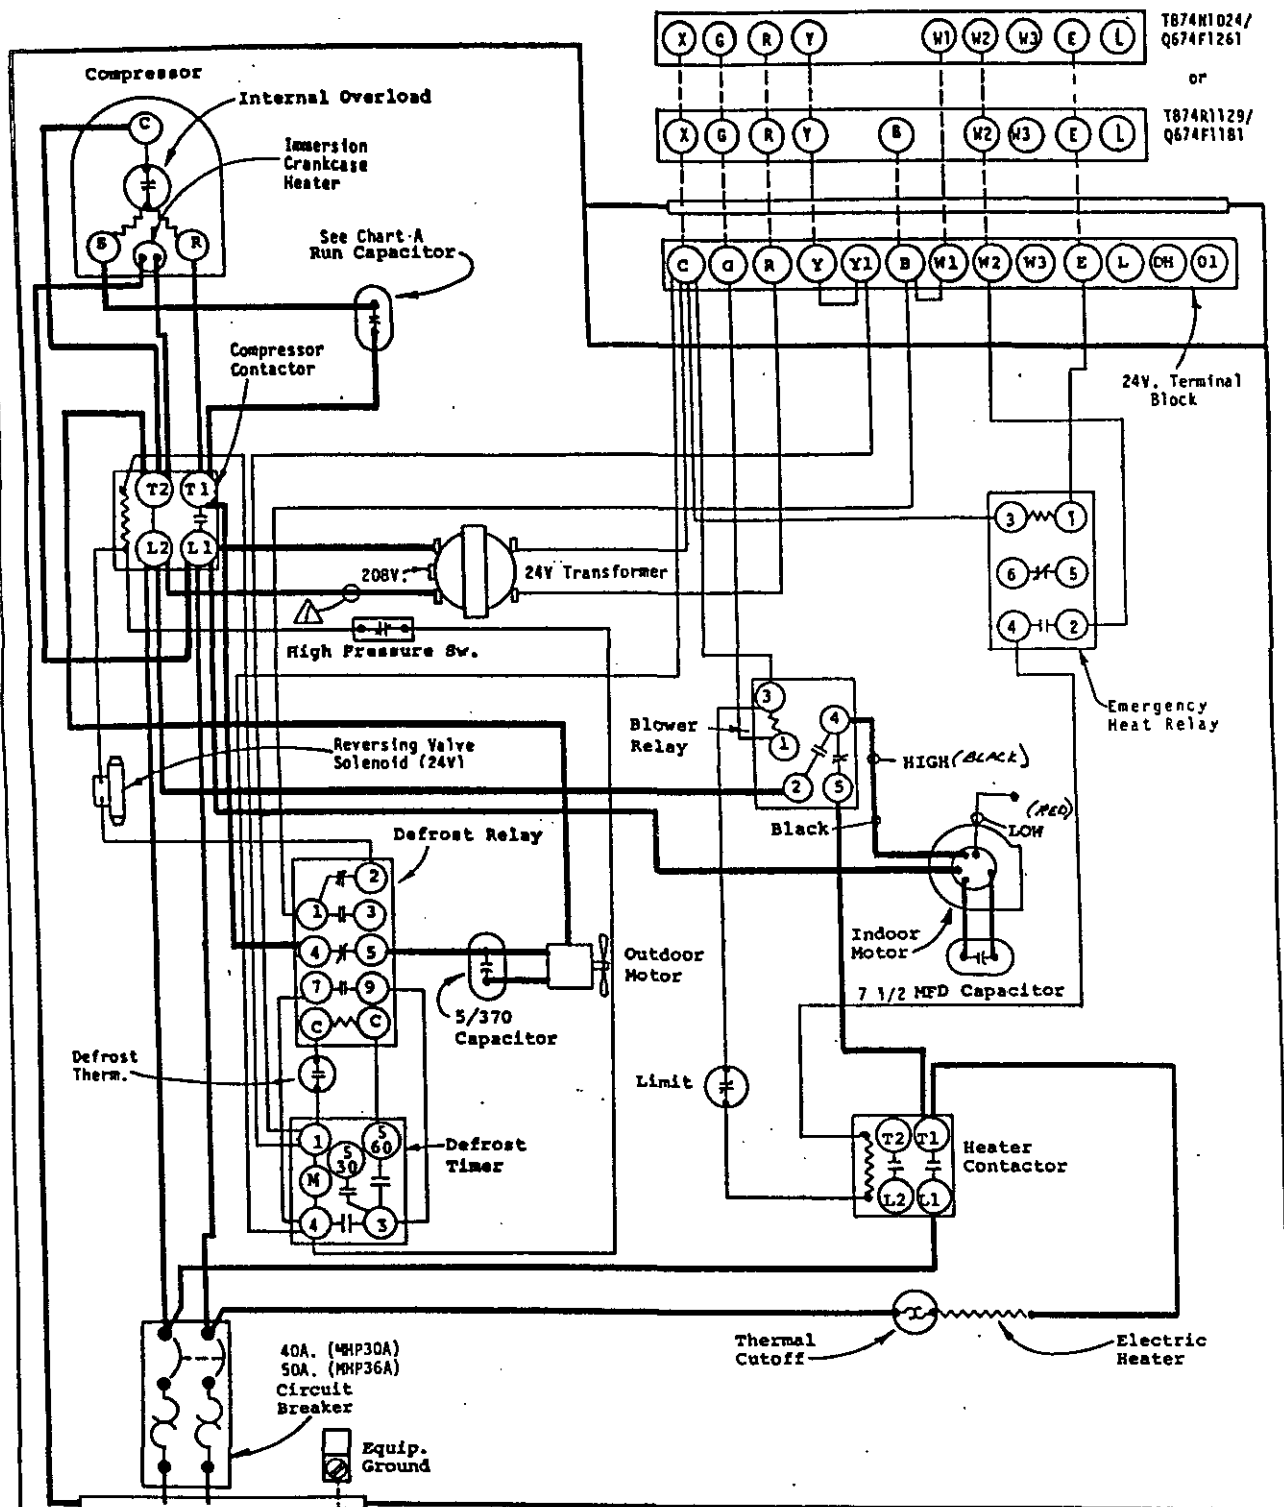 X G R Y W1 W2 W3 E L
T874N1024/
Q674F1261
or
X G R Y B W2 W3 E L
T874R1129/
Q674F1181
Compressor
Internal Overload
C
Immersion
Crankcase
Heater
S R
See Chart A
Run Capacitor
C G R Y Y1 B W1 W2 W3 E L DH O1
24V. Terminal
Block
Compressor
Contactor
T2 T1
L2 L1
208V.
24V Transformer
High Pressure Sw.
3 1
6 5
4 2
Emergency
Heat Relay
Blower
Relay
3 4
1
2 5
HIGH (BLACK)
Black
(RED)
LOW
Reversing Valve
Solenoid (24V)
Defrost Relay
2
1 3
4 5
7 9
C C
5/370
Capacitor
Outdoor
Motor
Indoor
Motor
7 1/2 MFD Capacitor
Defrost
Therm.
Limit
1 S 30 S 60
M
4 3
Defrost
Timer
T2 T1
L2 L1
Heater
Contactor
Thermal
Cutoff
Electric
Heater
40A. (MHP30A)
50A. (MHP36A)
Circuit
Breaker
Equip.
Ground